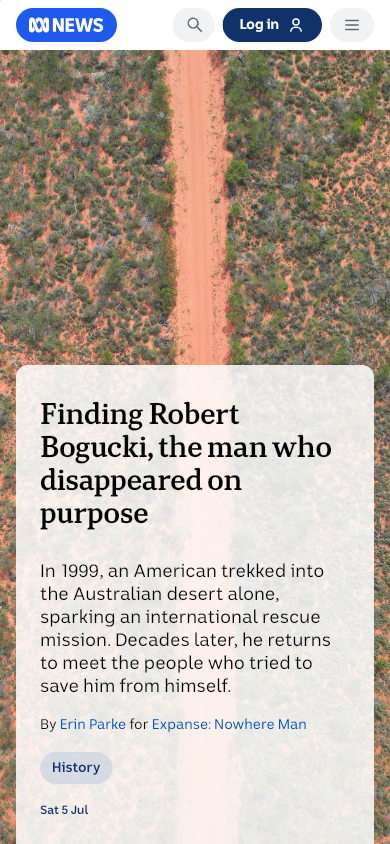 NEWS
Log in
Finding Robert
Bogucki, the man who
disappeared on
purpose
In 1999, an American trekked into
the Australian desert alone,
sparking an international rescue
mission. Decades later, he returns
to meet the people who tried to
save him from himself.
By Erin Parke for Expanse: Nowhere Man
History
Sat 5 Jul